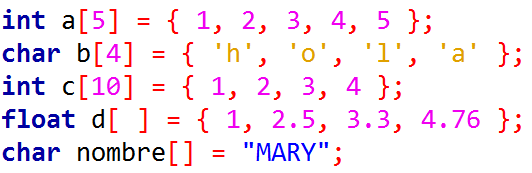 int a[5] = { 1, 2, 3, 4, 5 };
char b[4] = { 'h', 'o', 'l', 'a' };
int c[10] = { 1, 2, 3, 4 };
float d[ ] = { 1, 2.5, 3.3, 4.76 };
char nombre[] = "MARY";